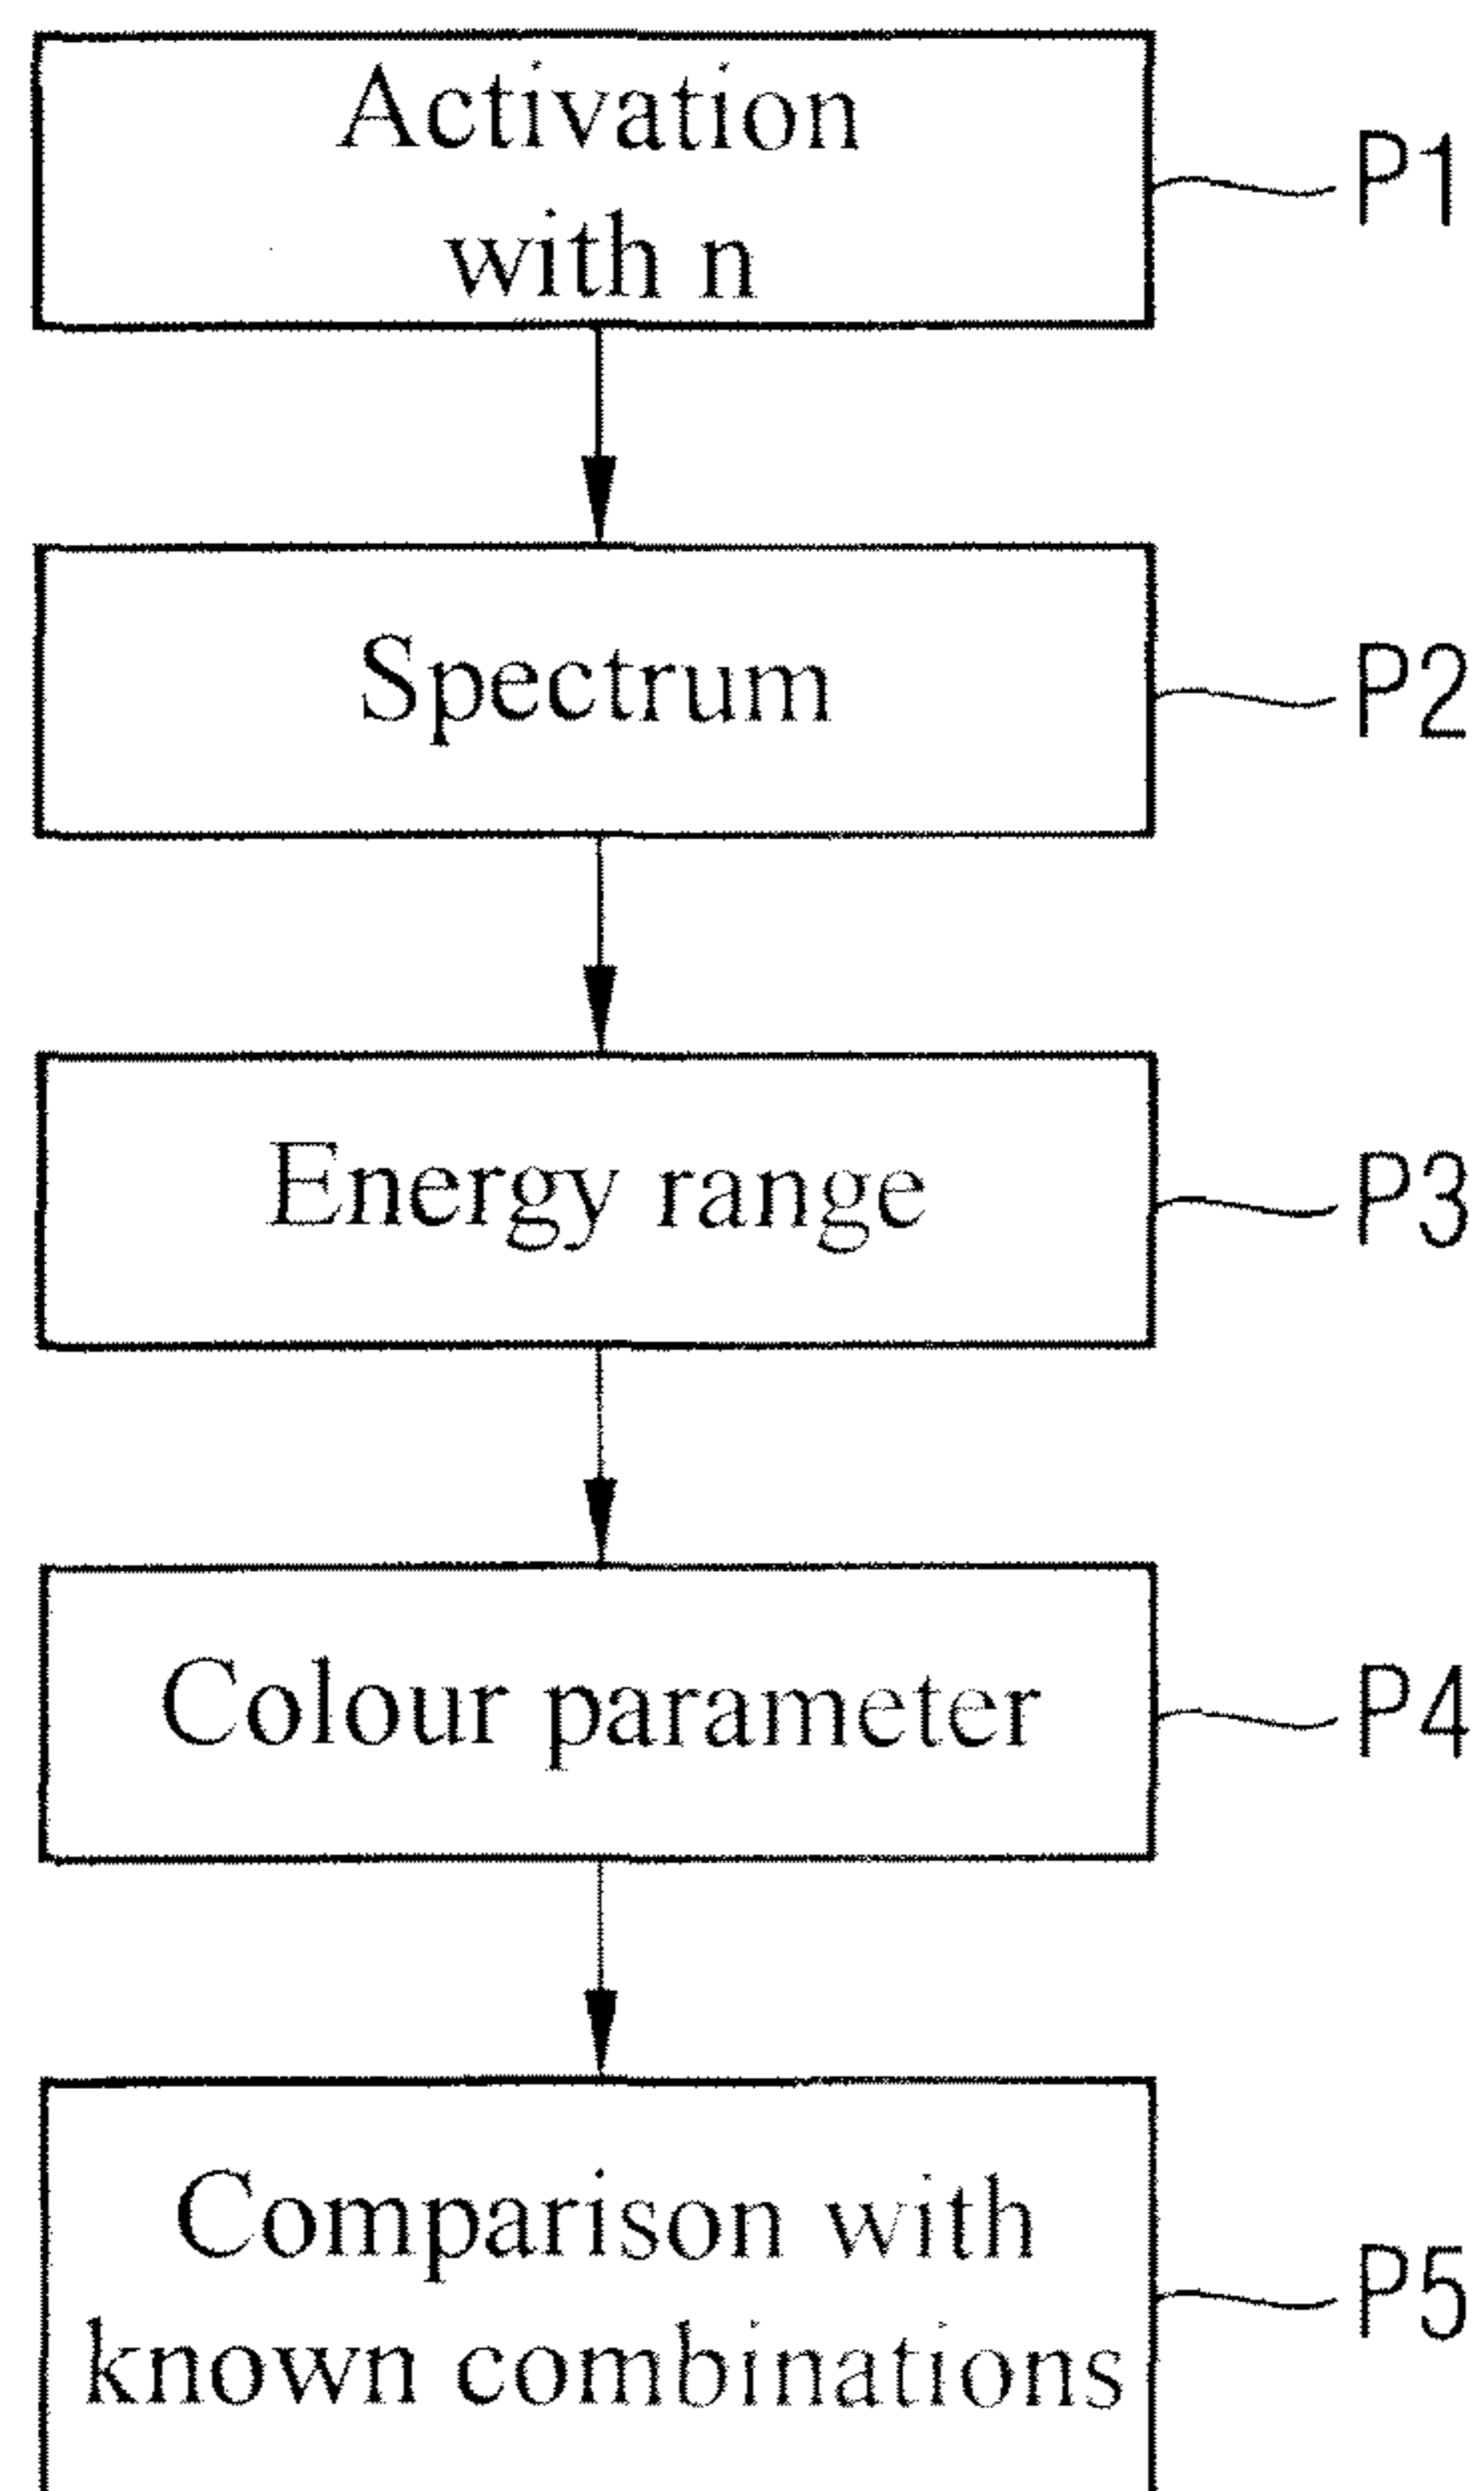 Activation
with n
P1
Spectrum
P2
Energy range
P3
Colour parameter
P4
Comparison with
known combinations
P5